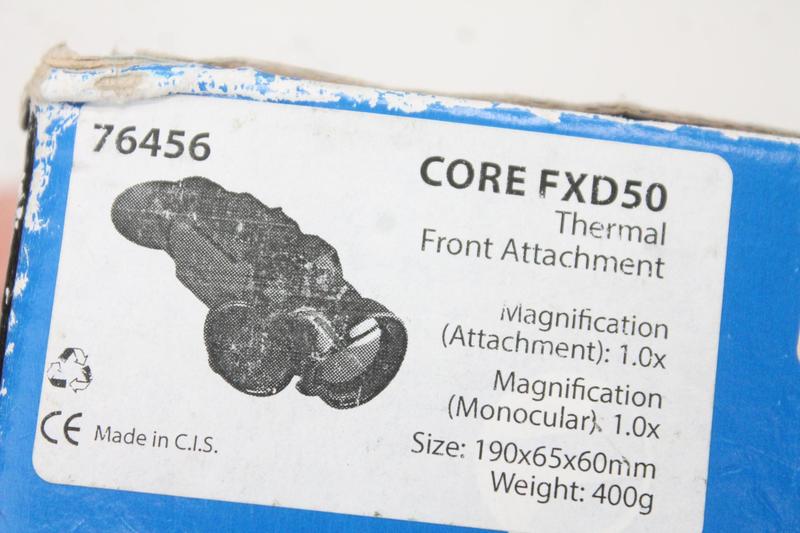 76456
CORE FXD50
Thermal
Front Attachment
Magnification
(Attachment): 1.0x
Magnification
(Monocular): 1.0x
Size: 190x65x60mm
Weight: 400g
CE Made in C.I.S.